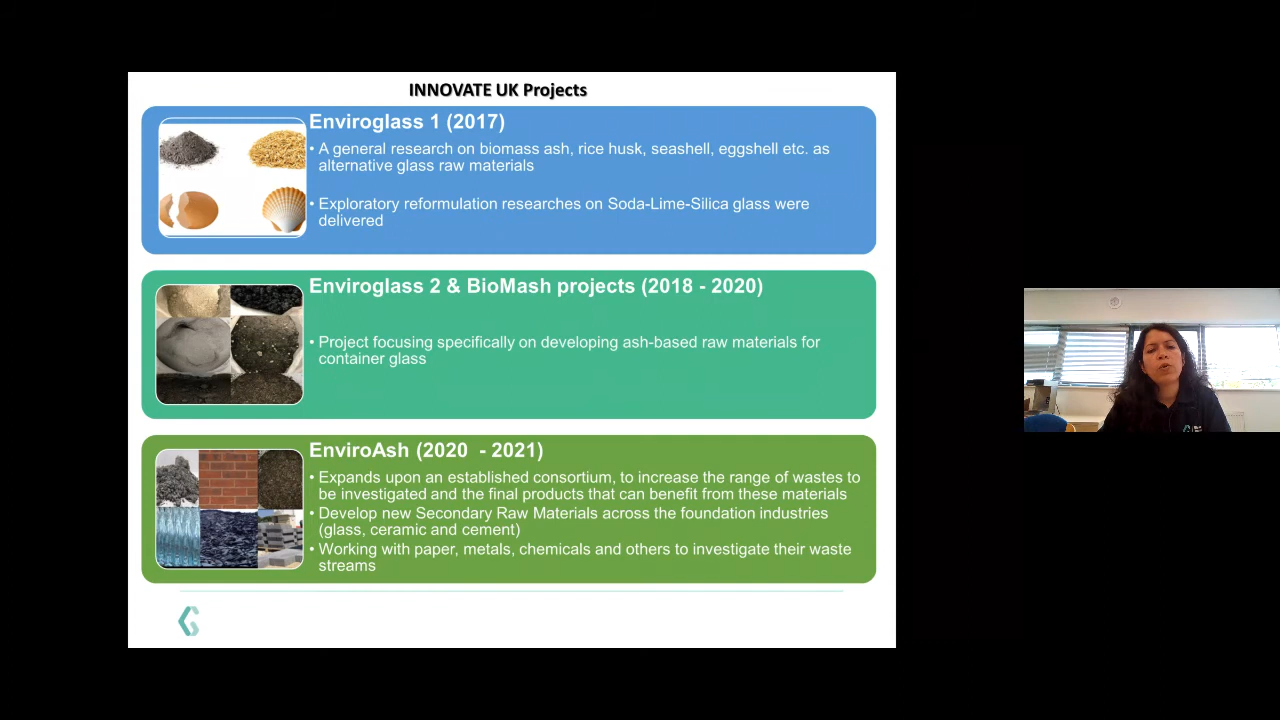 INNOVATE UK Projects
Enviroglass 1 (2017)
• A general research on biomass ash, rice husk, seashell, eggshell etc. as
alternative glass raw materials
• Exploratory reformulation researches on Soda-Lime-Silica glass were
delivered
Enviroglass 2 & BioMash projects (2018 - 2020)
• Project focusing specifically on developing ash-based raw materials for
container glass
EnviroAsh (2020  - 2021)
• Expands upon an established consortium, to increase the range of wastes to
be investigated and the final products that can benefit from these materials
• Develop new Secondary Raw Materials across the foundation industries
(glass, ceramic and cement)
• Working with paper, metals, chemicals and others to investigate their waste
streams